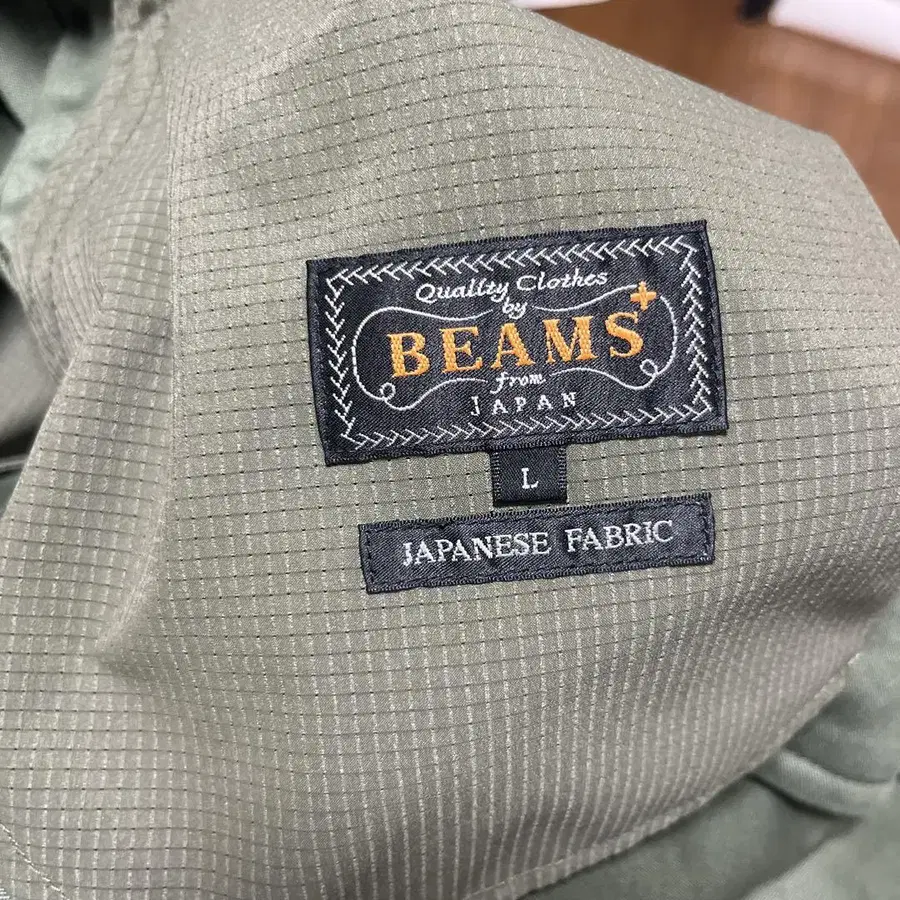 Quality Clothes
by
BEAMS+
from
JAPAN
L
JAPANESE FABRIC